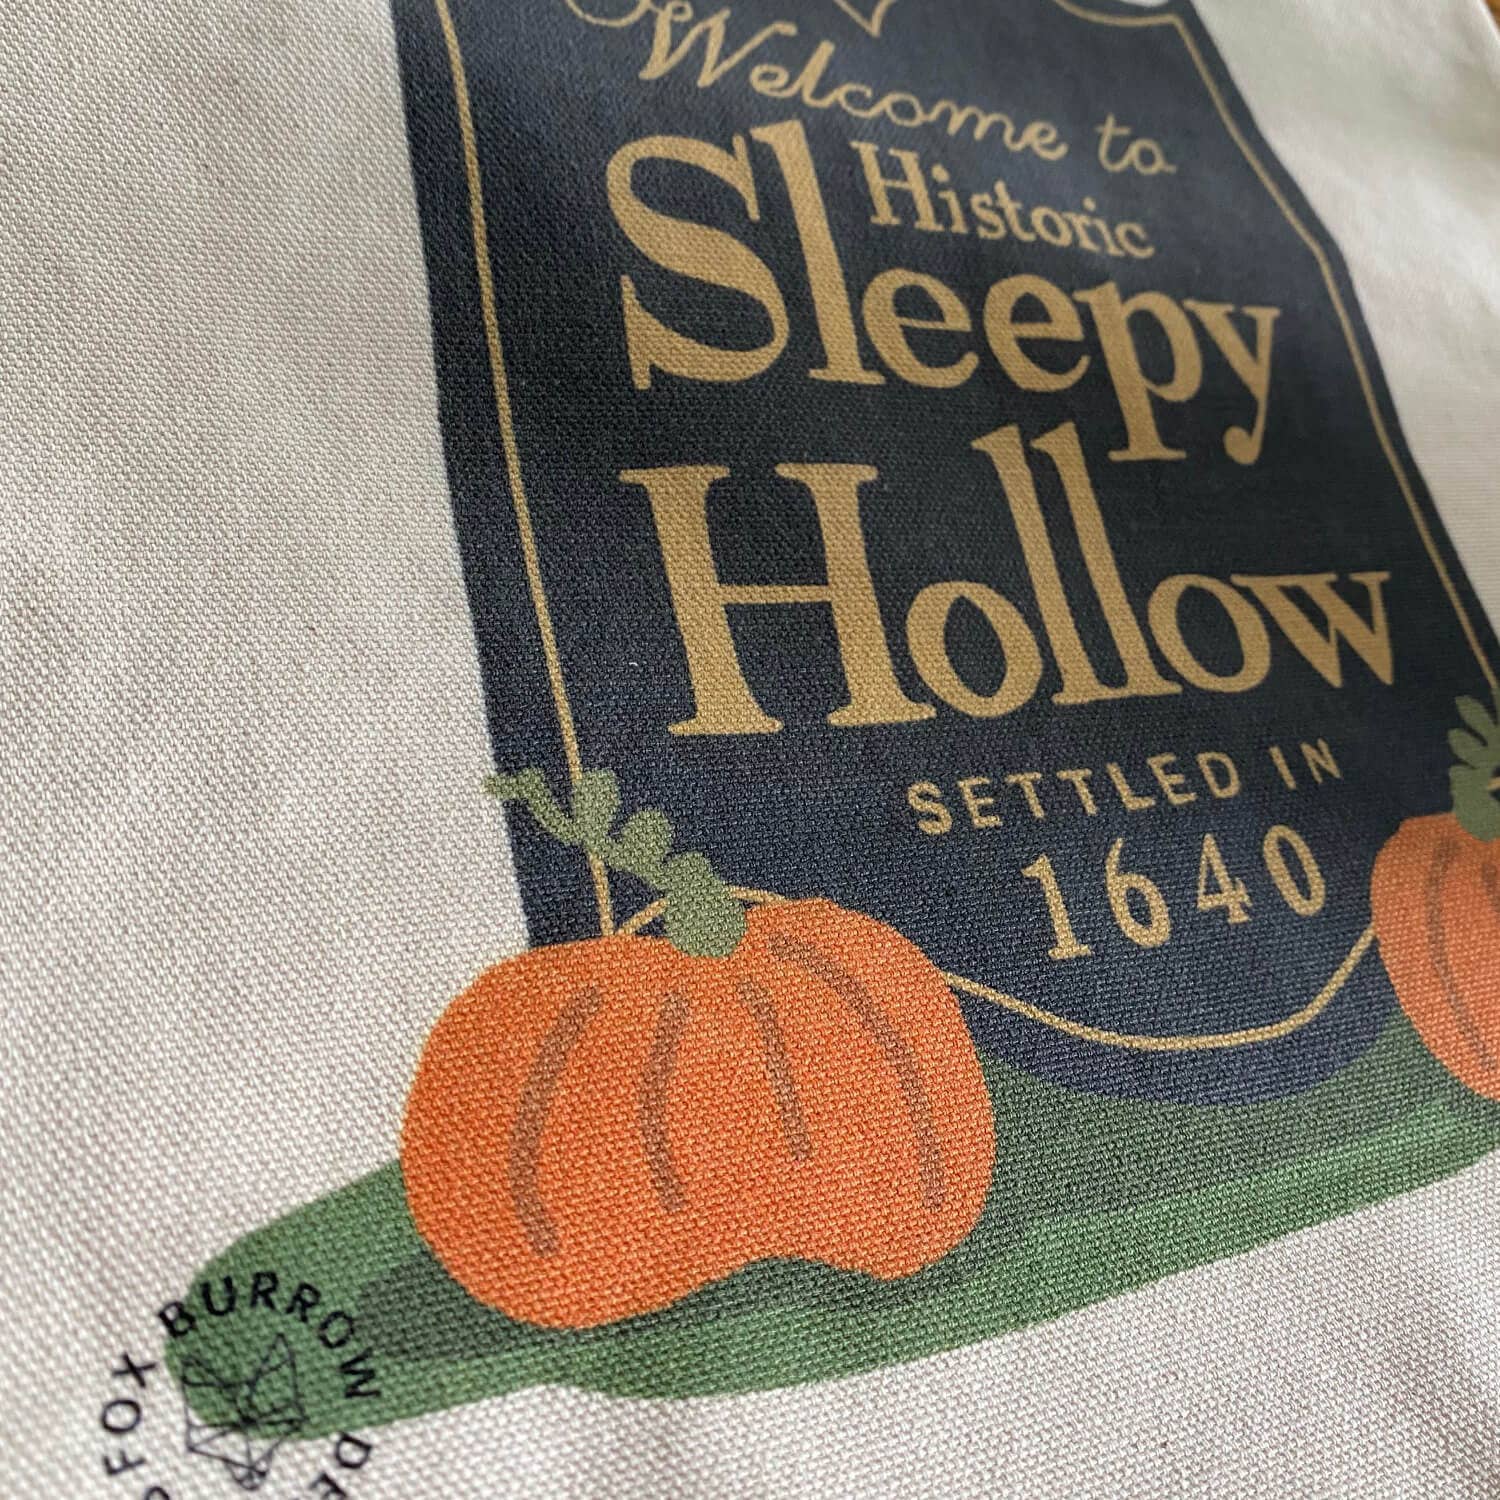 Welcome to
Historic
Sleepy
Hollow
SETTLED IN
1640
FOX BURROW